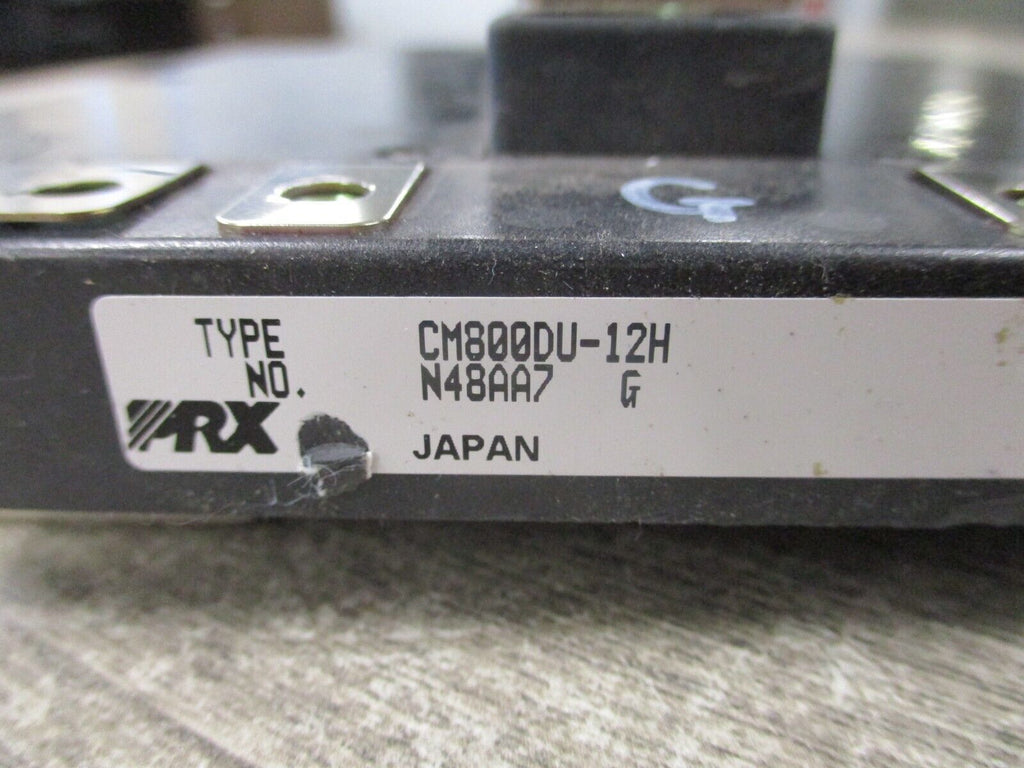 G
TYPE CM800DU-12H
NO. N48AA7 G
PRX JAPAN